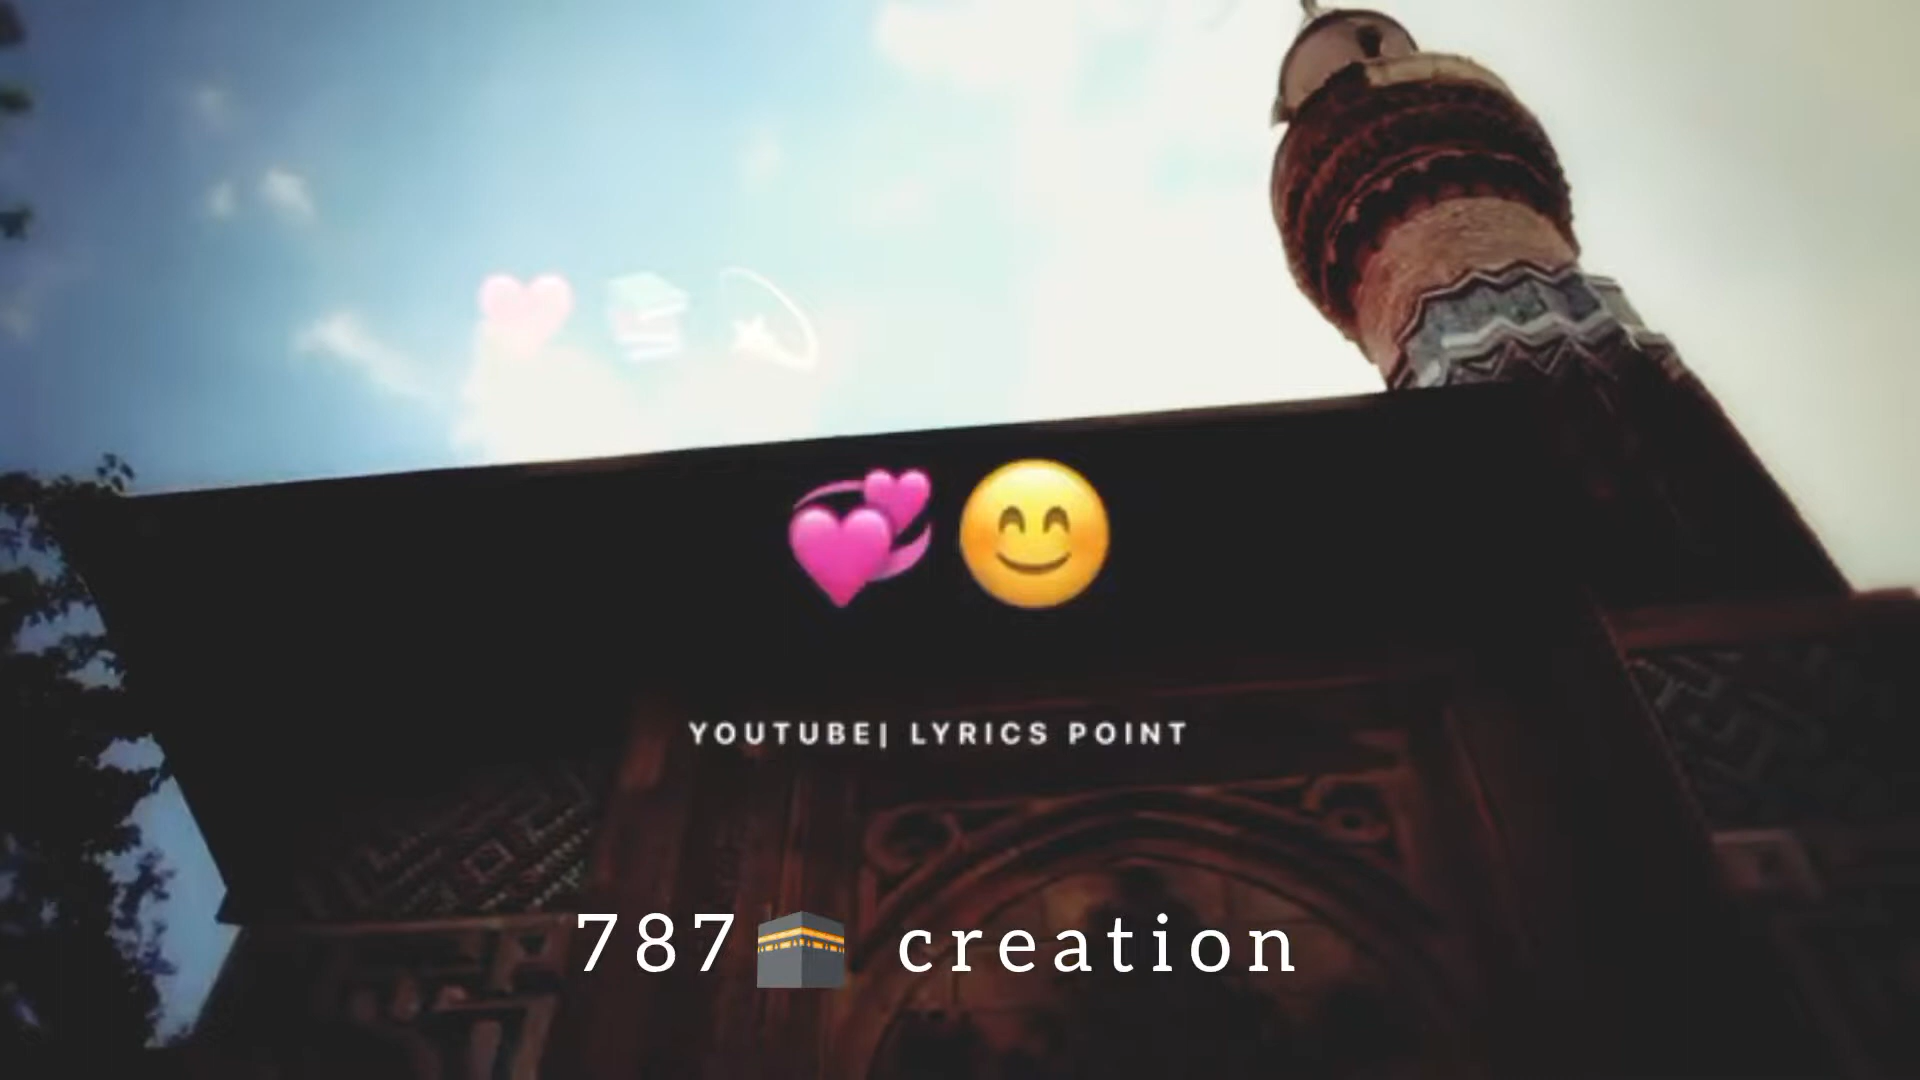 🩷 📚 💫
💞😊
YOUTUBE| LYRICS POINT
787🕋 creation